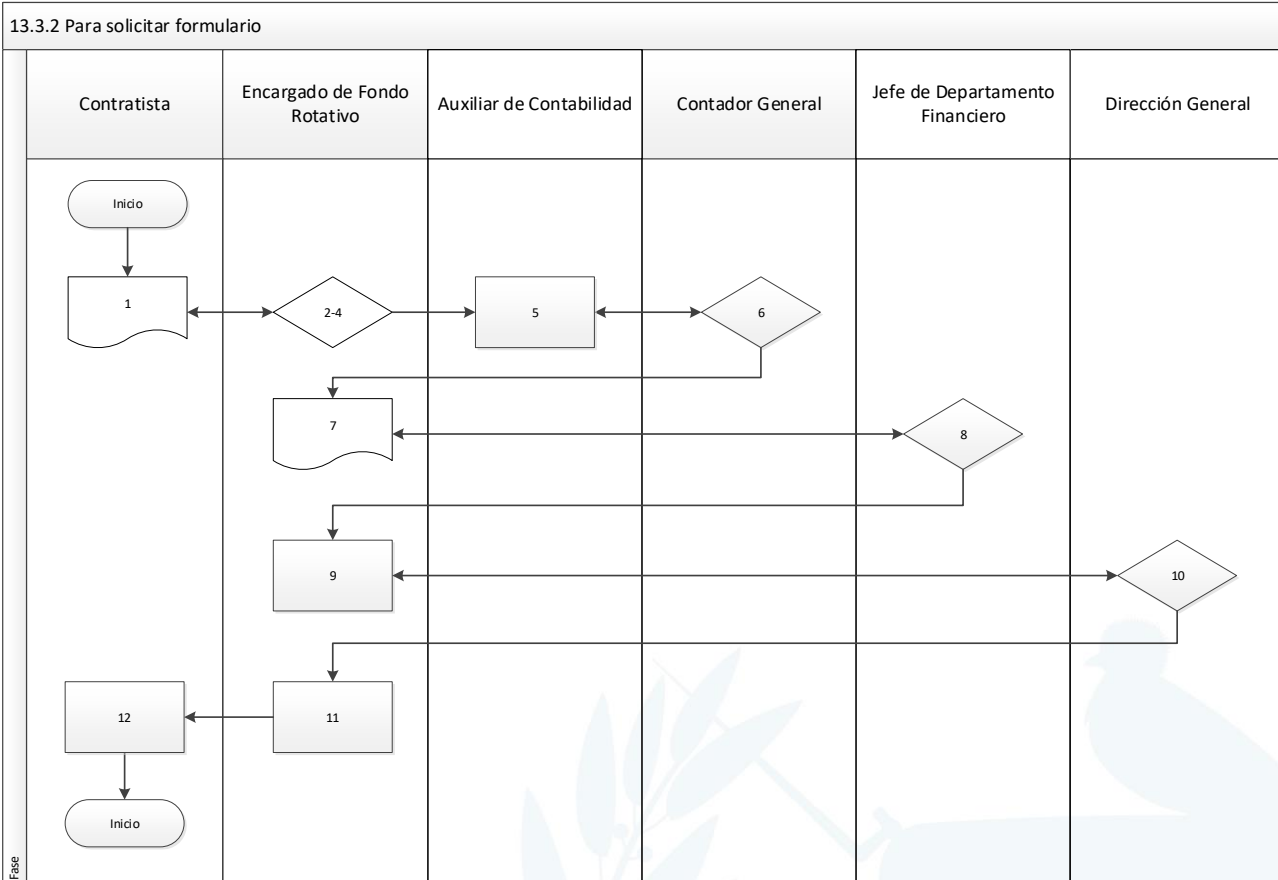 13.3.2 Para solicitar formulario
Contratista
Encargado de Fondo
Rotativo
Auxiliar de Contabilidad
Contador General
Jefe de Departamento
Financiero
Dirección General
Inicio
1
2-4
5
6
7
8
9
10
12
11
Inicio
Fase